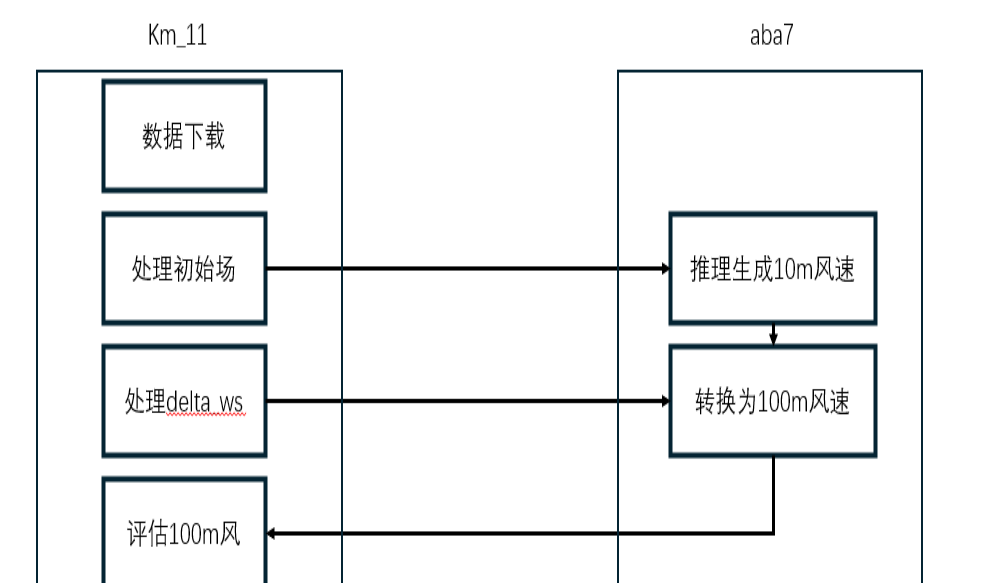 Km_11
aba7
数据下载
处理初始场
推理生成10m风速
处理delta_ws
转换为100m风速
评估100m风